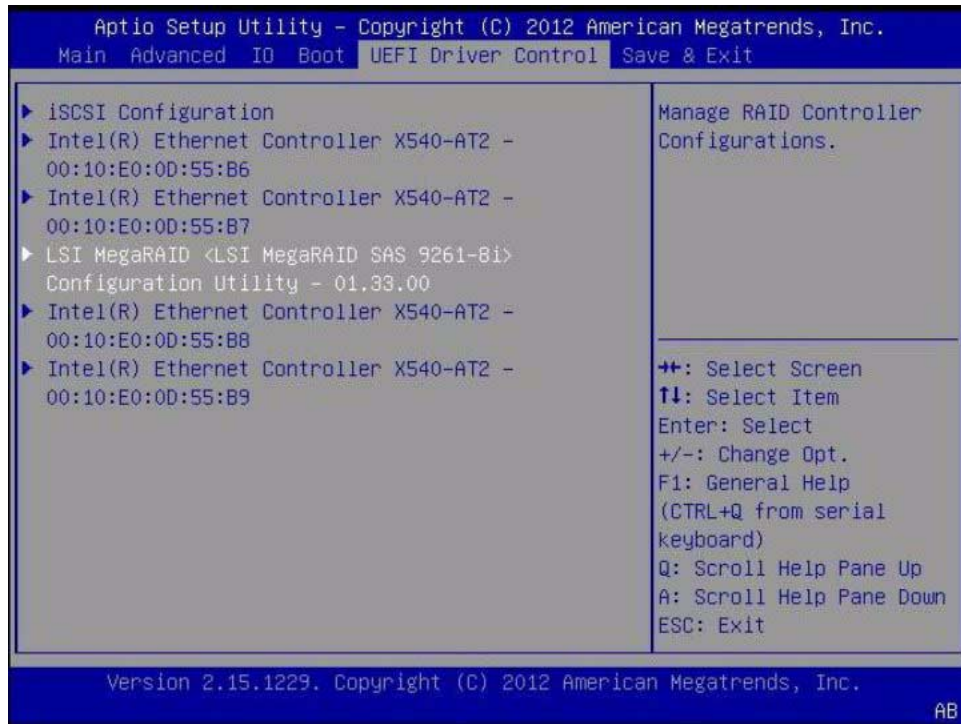 Aptio Setup Utility – Copyright (C) 2012 American Megatrends, Inc.
Main Advanced IO Boot UEFI Driver Control Save & Exit
▶ iSCSI Configuration
▶ Intel(R) Ethernet Controller X540-AT2 –
00:10:E0:0D:55:B6
▶ Intel(R) Ethernet Controller X540-AT2 –
00:10:E0:0D:55:B7
▶ LSI MegaRAID <LSI MegaRAID SAS 9261-8i>
Configuration Utility – 01.33.00
▶ Intel(R) Ethernet Controller X540-AT2 –
00:10:E0:0D:55:B8
▶ Intel(R) Ethernet Controller X540-AT2 –
00:10:E0:0D:55:B9
Manage RAID Controller
Configurations.
→←: Select Screen
↑↓: Select Item
Enter: Select
+/-: Change Opt.
F1: General Help
(CTRL+Q from serial
keyboard)
Q: Scroll Help Pane Up
A: Scroll Help Pane Down
ESC: Exit
Version 2.15.1229. Copyright (C) 2012 American Megatrends, Inc.
AB